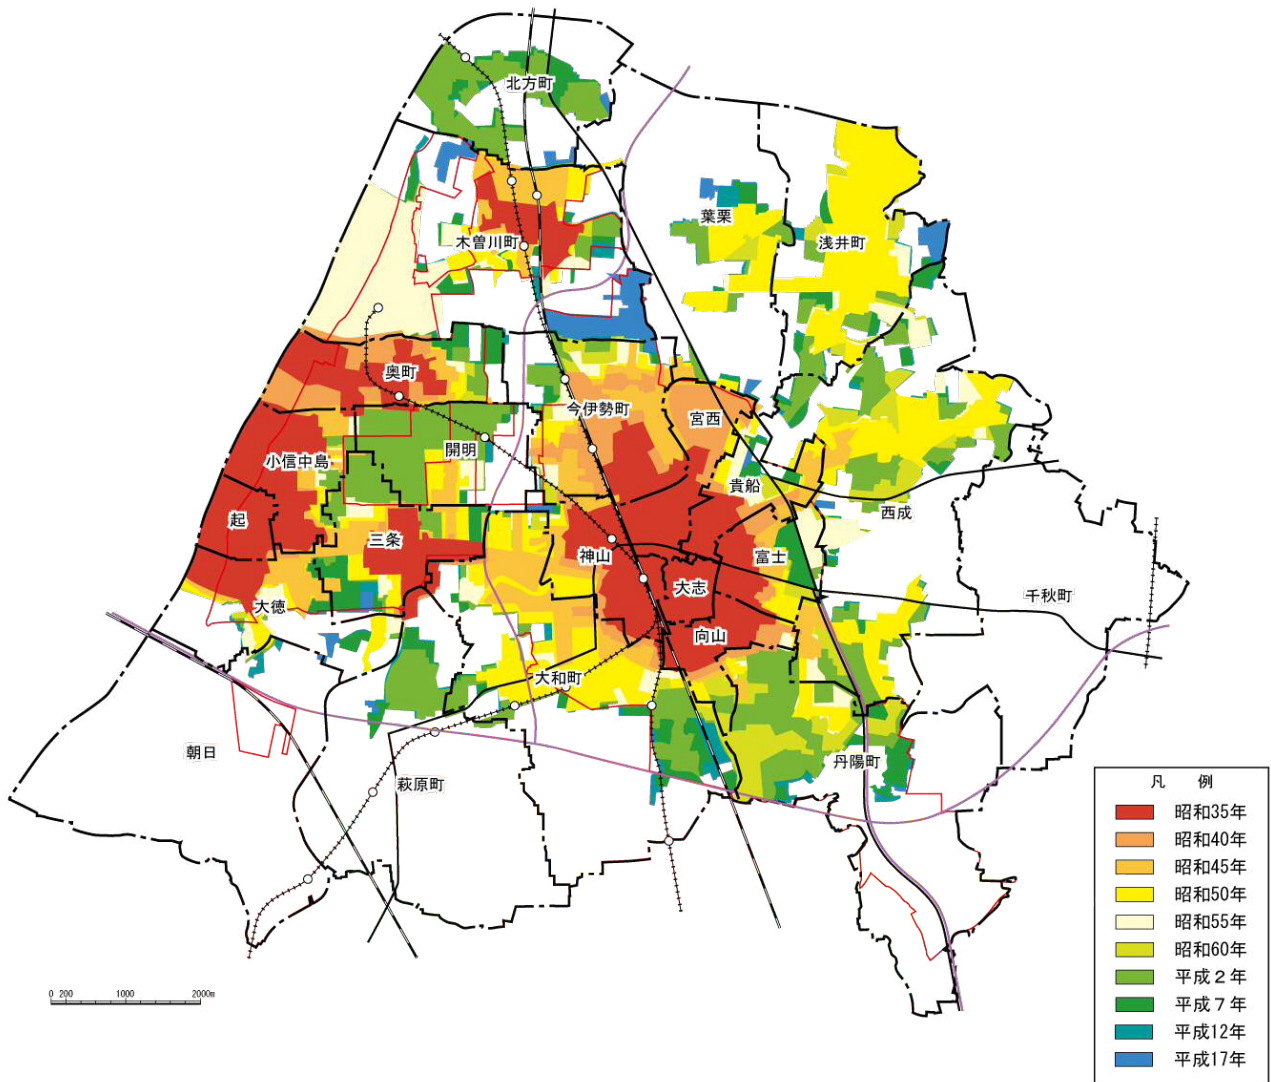 北方町
葉栗
木曽川町
浅井町
奥町
今伊勢町
宮西
開明
小信中島
貴船
西成
起
三条
神山
富士
大志
千秋町
大徳
向山
大和町
朝日
丹陽町
萩原町
凡 例
昭和35年
昭和40年
昭和45年
昭和50年
昭和55年
昭和60年
平成2年
平成7年
平成12年
平成17年
0 200 1000 2000m